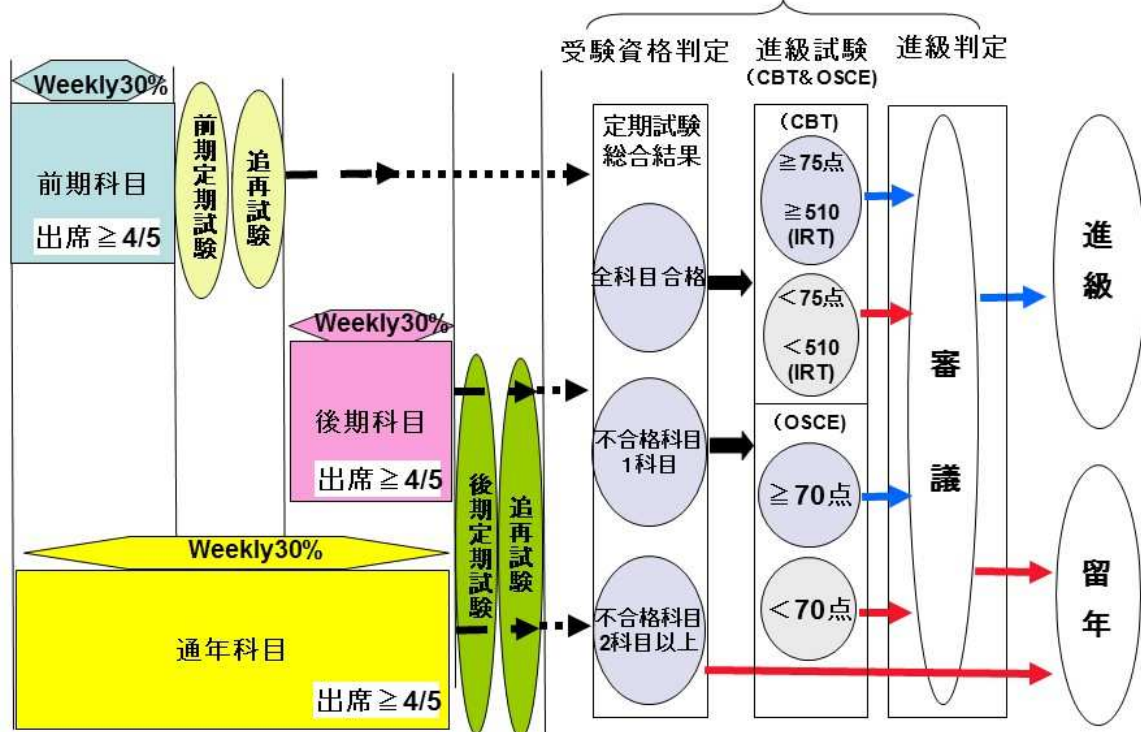 受験資格判定
進級試験
(CBT&OSCE)
進級判定
Weekly30%
前期科目
出席≧4/5
前期定期試験
追再試験
Weekly30%
後期科目
出席≧4/5
Weekly30%
通年科目
出席≧4/5
後期定期試験
追再試験
定期試験
総合結果
全科目合格
不合格科目
1科目
不合格科目
2科目以上
(CBT)
≧75点
≧510
(IRT)
<75点
<510
(IRT)
(OSCE)
≧70点
<70点
審議
進級
留年